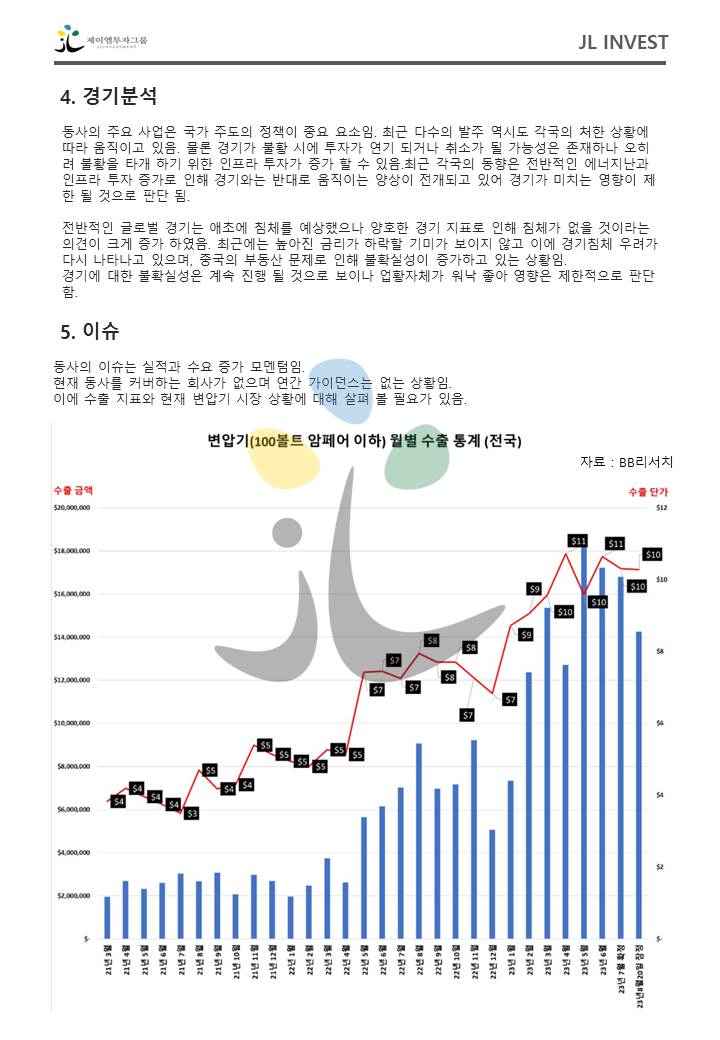 제이엘투자그룹
JLINVESTMENT
JL INVEST
4. 경기분석
동사의 주요 사업은 국가 주도의 정책이 중요 요소임. 최근 다수의 발주 역시도 각국의 처한 상황에
따라 움직이고 있음. 물론 경기가 불황 시에 투자가 연기 되거나 취소가 될 가능성은 존재하나 오히
려 불황을 타개 하기 위한 인프라 투자가 증가 할 수 있음.최근 각국의 동향은 전반적인 에너지난과
인프라 투자 증가로 인해 경기와는 반대로 움직이는 양상이 전개되고 있어 경기가 미치는 영향이 제
한 될 것으로 판단 됨.
전반적인 글로벌 경기는 애초에 침체를 예상했으나 양호한 경기 지표로 인해 침체가 없을 것이라는
의견이 크게 증가 하였음. 최근에는 높아진 금리가 하락할 기미가 보이지 않고 이에 경기침체 우려가
다시 나타나고 있으며, 중국의 부동산 문제로 인해 불확실성이 증가하고 있는 상황임.
경기에 대한 불확실성은 계속 진행 될 것으로 보이나 업황자체가 워낙 좋아 영향은 제한적으로 판단
함.
5. 이슈
동사의 이슈는 실적과 수요 증가 모멘텀임.
현재 동사를 커버하는 회사가 없으며 연간 가이던스는 없는 상황임.
이에 수출 지표와 현재 변압기 시장 상황에 대해 살펴 볼 필요가 있음.
변압기(100볼트 암페어 이하) 월별 수출 통계 (전국)
자료 : BB리서치
수출 금액
수출 단가
$20,000,000
$18,000,000
$16,000,000
$14,000,000
$12,000,000
$10,000,000
$8,000,000
$6,000,000
$4,000,000
$2,000,000
$-
$12
$10
$8
$6
$4
$2
$-
$4
$4
$4
$4
$3
$5
$4
$4
$5
$5
$5
$5
$5
$5
$7
$7
$7
$8
$8
$8
$7
$7
$9
$9
$10
$11
$10
$11
$10
$10
21년 3월
21년 4월
21년 5월
21년 6월
21년 7월
21년 8월
21년 9월
21년 10월
21년 11월
21년 12월
22년 1월
22년 2월
22년 3월
22년 4월
22년 5월
22년 6월
22년 7월
22년 8월
22년 9월
22년 10월
22년 11월
22년 12월
23년 1월
23년 2월
23년 3월
23년 4월
23년 5월
23년 6월
23년 7월 확정
23년 8월20일 잠정